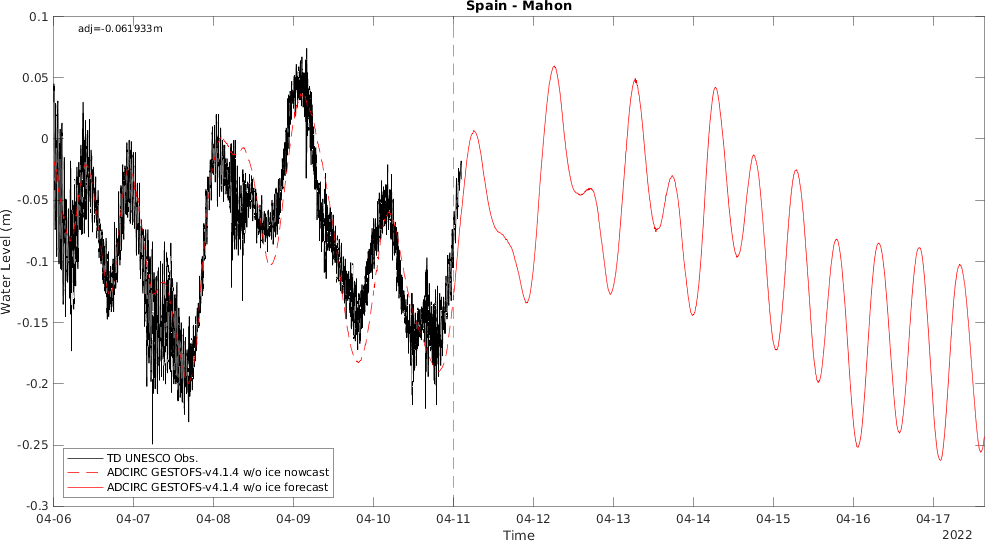 Spain - Mahon
adj=-0.061933m
0.1
0.05
0
-0.05
-0.1
-0.15
-0.2
-0.25
-0.3
Water Level (m)
TD UNESCO Obs.
ADCIRC GESTOFS-v4.1.4 w/o ice nowcast
ADCIRC GESTOFS-v4.1.4 w/o ice forecast
04-06 04-07 04-08 04-09 04-10 04-11 04-12 04-13 04-14 04-15 04-16 04-17
Time
2022